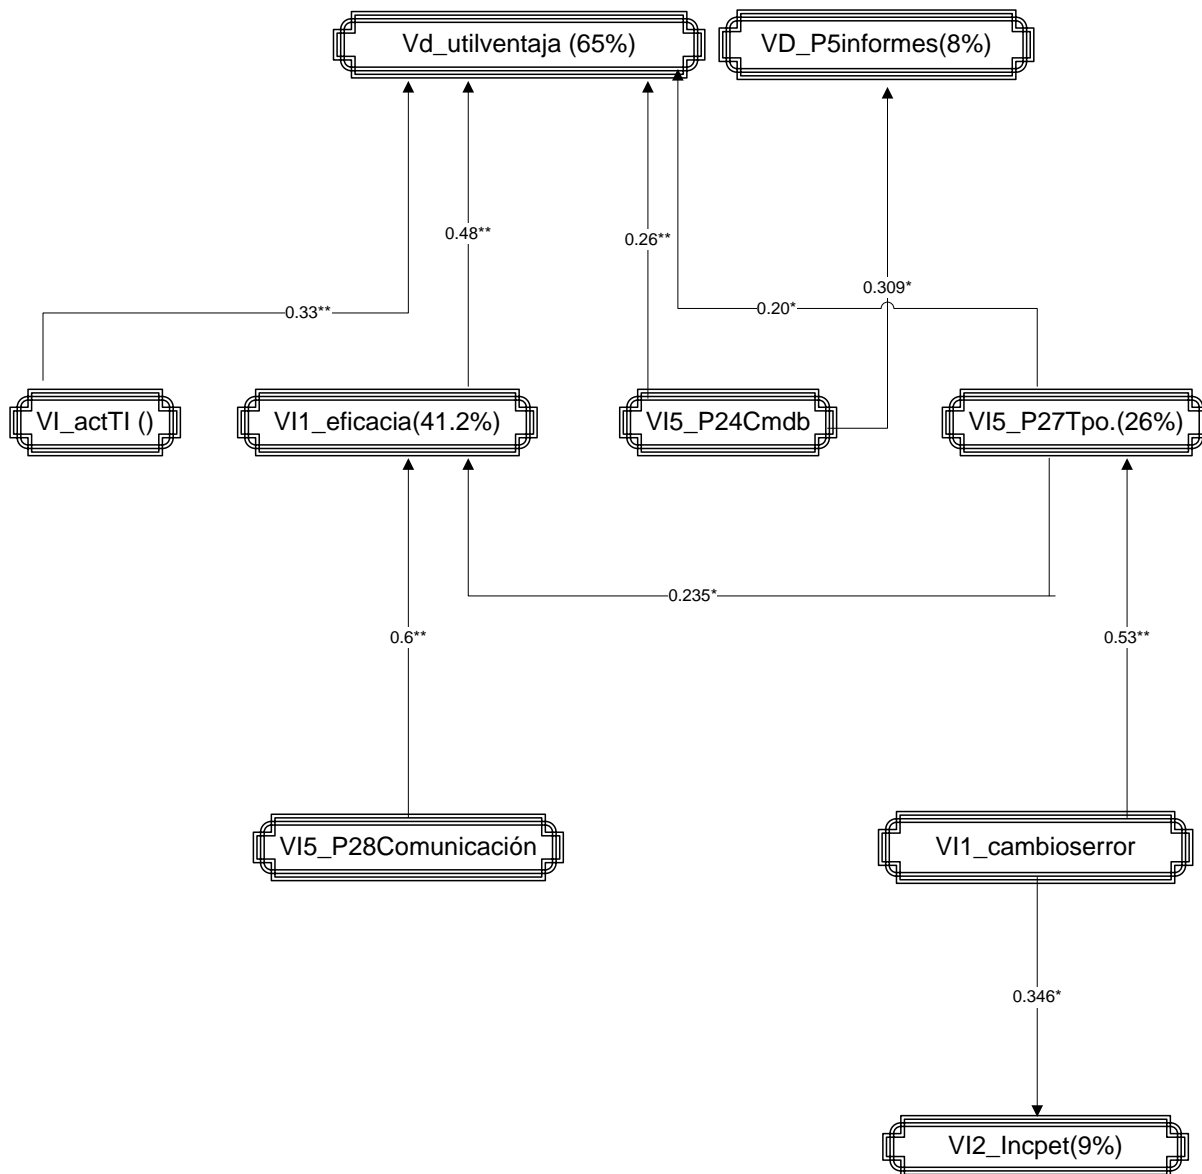 Vd_utilventaja (65%)
VD_P5informes(8%)
0.48**
0.26**
0.309*
0.33**
0.20*
VI_actTI ()
VI1_eficacia(41.2%)
VI5_P24Cmdb
VI5_P27Tpo.(26%)
0.235*
0.6**
0.53**
VI5_P28Comunicación
VI1_cambioserror
0.346*
VI2_Incpet(9%)